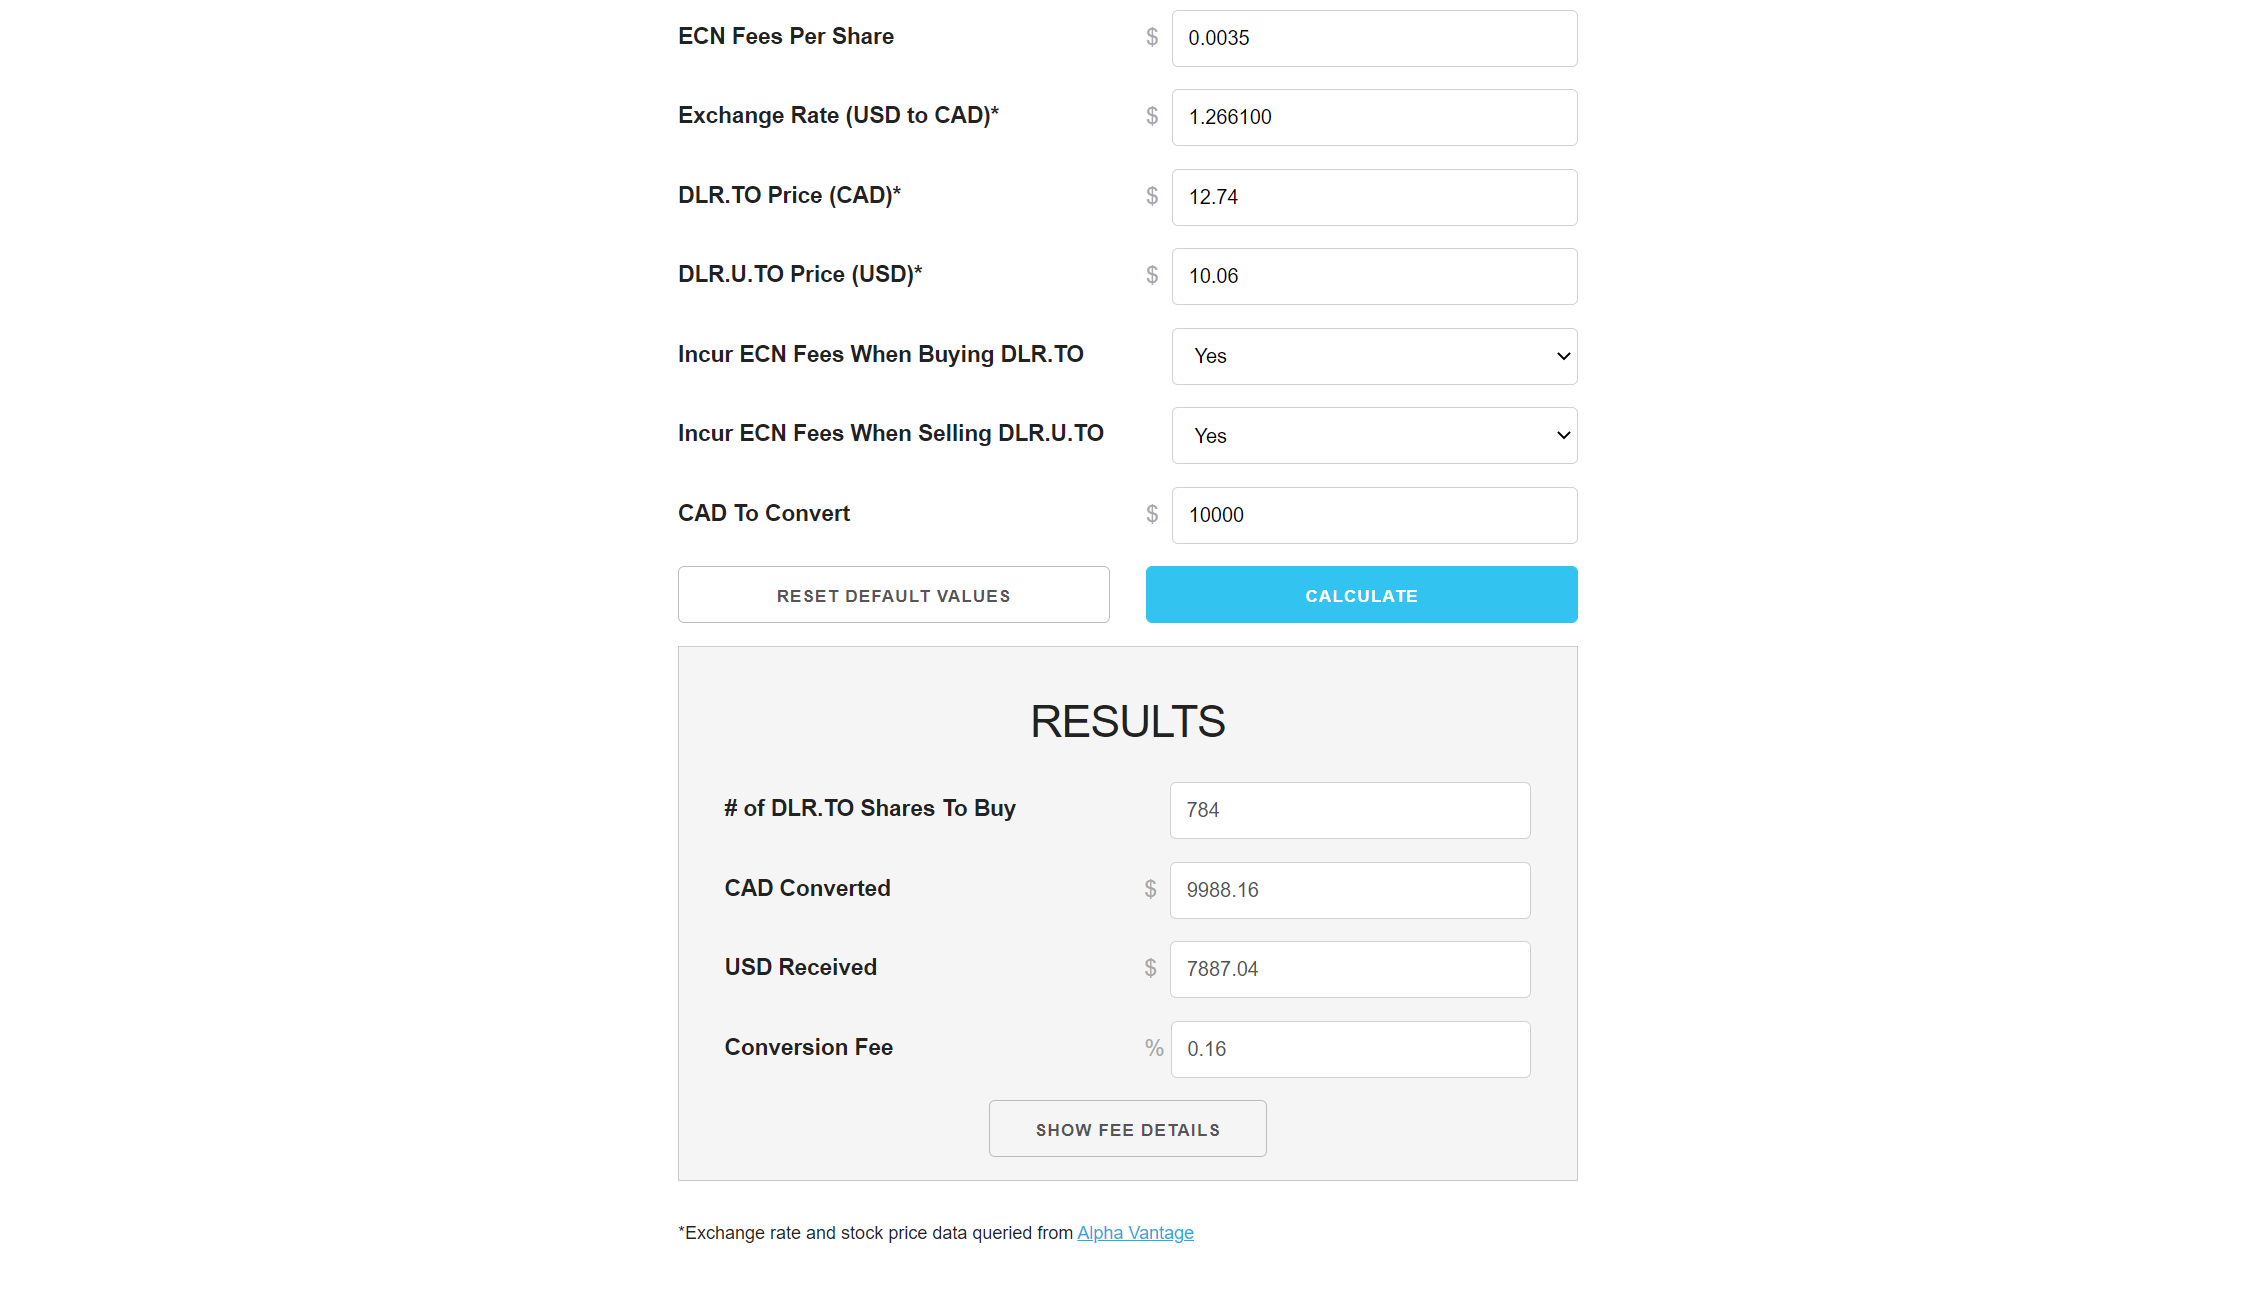 ECN Fees Per Share $ 0.0035
Exchange Rate (USD to CAD)* $ 1.266100
DLR.TO Price (CAD)* $ 12.74
DLR.U.TO Price (USD)* $ 10.06
Incur ECN Fees When Buying DLR.TO Yes
Incur ECN Fees When Selling DLR.U.TO Yes
CAD To Convert $ 10000
RESET DEFAULT VALUES CALCULATE
RESULTS
# of DLR.TO Shares To Buy 784
CAD Converted $ 9988.16
USD Received $ 7887.04
Conversion Fee % 0.16
SHOW FEE DETAILS
*Exchange rate and stock price data queried from Alpha Vantage